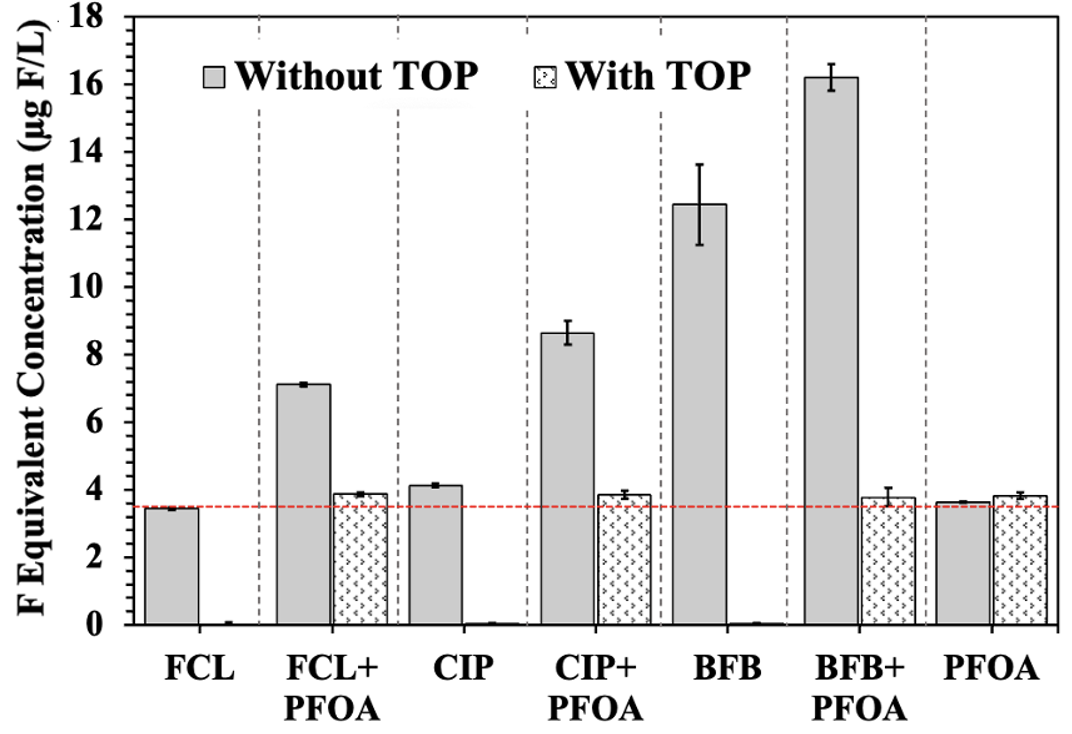 F Equivalent Concentration (µg F/L)
18
16
14
12
10
8
6
4
2
0
Without TOP
With TOP
FCL
FCL+
PFOA
CIP
CIP+
PFOA
BFB
BFB+
PFOA
PFOA